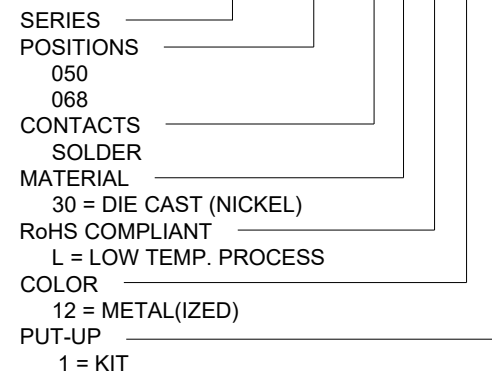 SERIES
POSITIONS
050
068
CONTACTS
SOLDER
MATERIAL
30 = DIE CAST (NICKEL)
RoHS COMPLIANT
L = LOW TEMP. PROCESS
COLOR
12 = METAL(IZED)
PUT-UP
1 = KIT